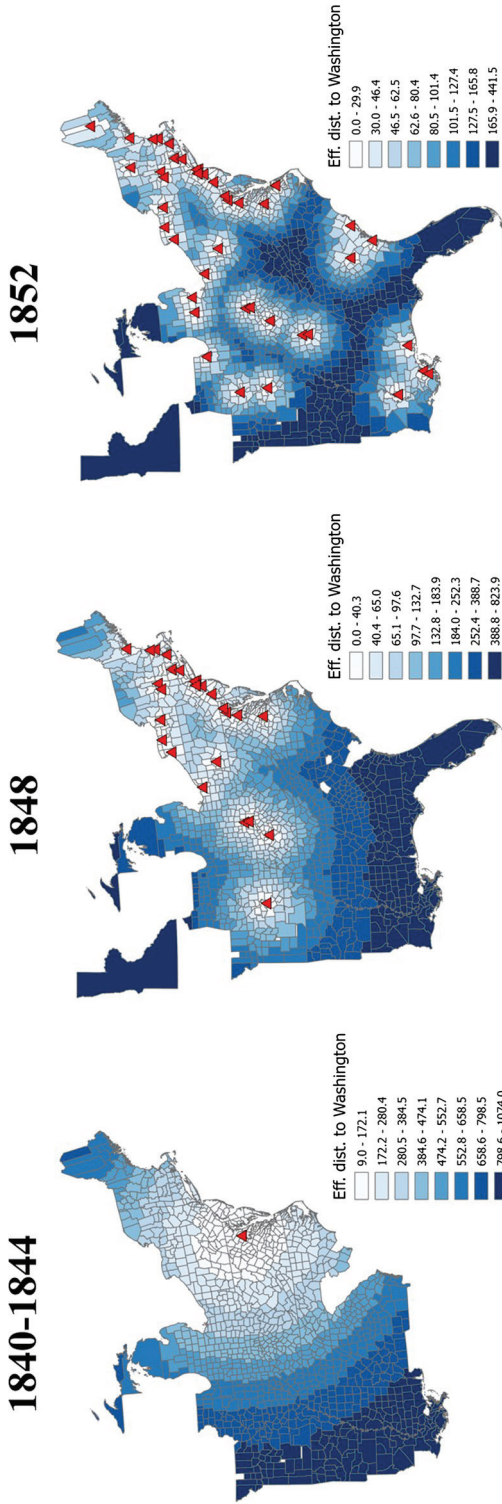 1840-1844
Eff. dist. to Washington
9.0 - 172.1
172.2 - 280.4
280.5 - 384.5
384.6 - 474.1
474.2 - 552.7
552.8 - 658.5
658.6 - 798.5
798.6 - 1074.0
1848
Eff. dist. to Washington
0.0 - 40.3
40.4 - 65.0
65.1 - 97.6
97.7 - 132.7
132.8 - 183.9
184.0 - 252.3
252.4 - 388.7
388.8 - 823.9
1852
Eff. dist. to Washington
0.0 - 29.9
30.0 - 46.4
46.5 - 62.5
62.6 - 80.4
80.5 - 101.4
101.5 - 127.4
127.5 - 165.8
165.9 - 441.5